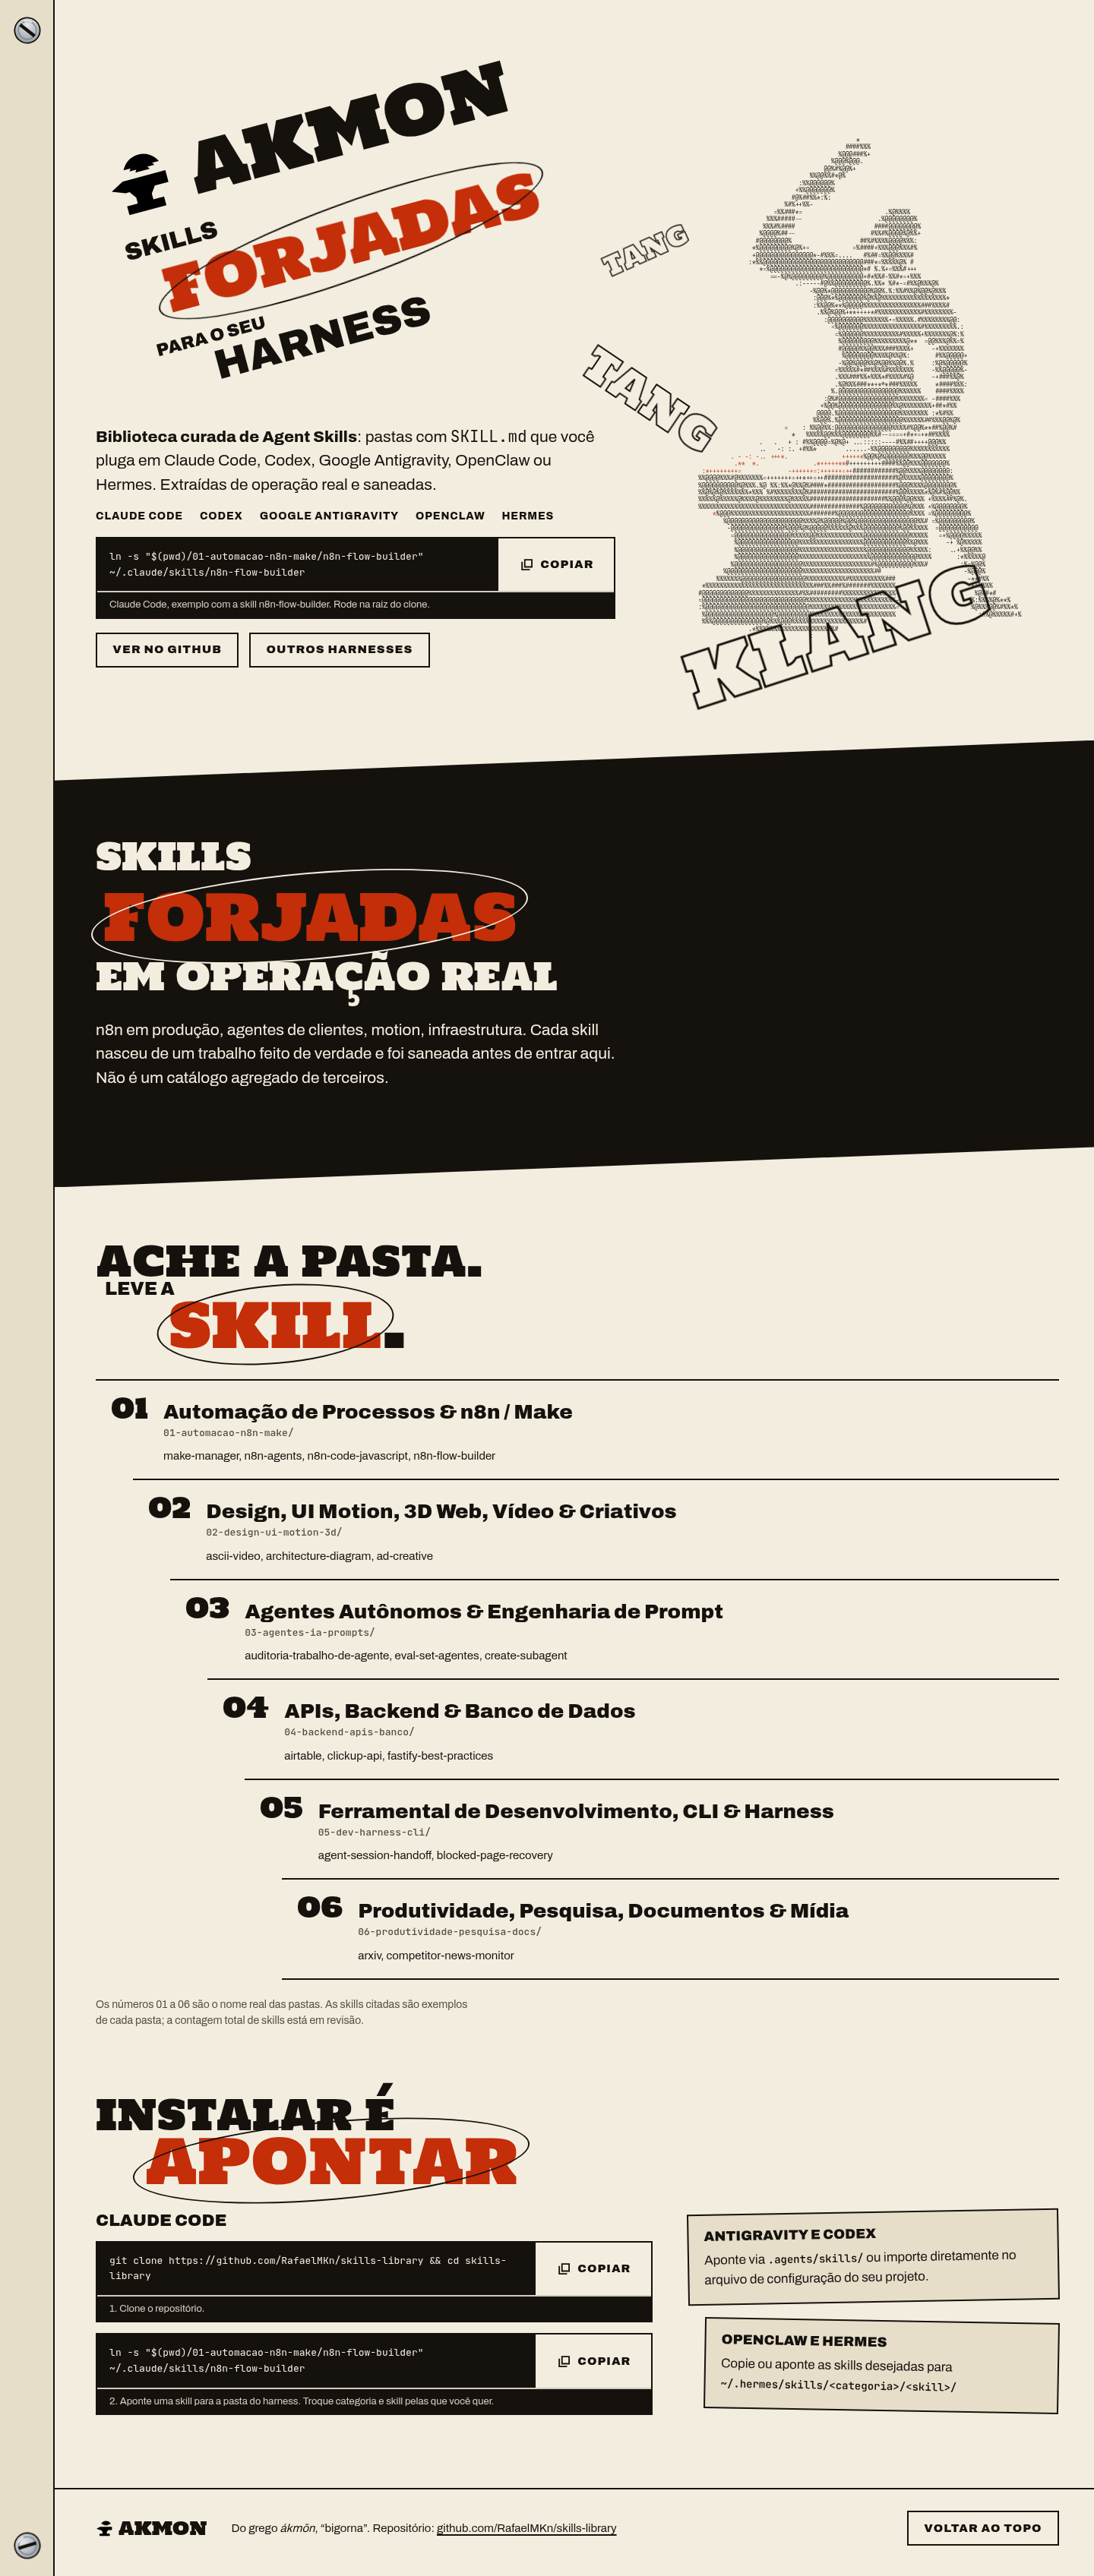 AKMON
SKILLS
FORJADAS
PARA O SEU
HARNESS
TANG
TANG
KLANG
Biblioteca curada de Agent Skills: pastas com SKILL.md que você
pluga em Claude Code, Codex, Google Antigravity, OpenClaw ou
Hermes. Extraídas de operação real e saneadas.
CLAUDE CODE CODEX GOOGLE ANTIGRAVITY OPENCLAW HERMES
ln -s "$(pwd)/01-automacao-n8n-make/n8n-flow-builder"
~/.claude/skills/n8n-flow-builder
COPIAR
Claude Code, exemplo com a skill n8n-flow-builder. Rode na raiz do clone.
VER NO GITHUB
OUTROS HARNESSES
SKILLS
FORJADAS
EM OPERAÇÃO REAL
n8n em produção, agentes de clientes, motion, infraestrutura. Cada skill
nasceu de um trabalho feito de verdade e foi saneada antes de entrar aqui.
Não é um catálogo agregado de terceiros.
ACHE A PASTA.
LEVE A
SKILL.
01 Automação de Processos & n8n / Make
01-automacao-n8n-make/
make-manager, n8n-agents, n8n-code-javascript, n8n-flow-builder
02 Design, UI Motion, 3D Web, Vídeo & Criativos
02-design-ui-motion-3d/
ascii-video, architecture-diagram, ad-creative
03 Agentes Autônomos & Engenharia de Prompt
03-agentes-ia-prompts/
auditoria-trabalho-de-agente, eval-set-agentes, create-subagent
04 APIs, Backend & Banco de Dados
04-backend-apis-banco/
airtable, clickup-api, fastify-best-practices
05 Ferramental de Desenvolvimento, CLI & Harness
05-dev-harness-cli/
agent-session-handoff, blocked-page-recovery
06 Produtividade, Pesquisa, Documentos & Mídia
06-produtividade-pesquisa-docs/
arxiv, competitor-news-monitor
Os números 01 a 06 são o nome real das pastas. As skills citadas são exemplos
de cada pasta; a contagem total de skills está em revisão.
INSTALAR É
APONTAR
CLAUDE CODE
git clone https://github.com/RafaelMKn/skills-library && cd skills-
library
COPIAR
1. Clone o repositório.
ln -s "$(pwd)/01-automacao-n8n-make/n8n-flow-builder"
~/.claude/skills/n8n-flow-builder
COPIAR
2. Aponte uma skill para a pasta do harness. Troque categoria e skill pelas que você quer.
ANTIGRAVITY E CODEX
Aponte via .agents/skills/ ou importe diretamente no
arquivo de configuração do seu projeto.
OPENCLAW E HERMES
Copie ou aponte as skills desejadas para
~/.hermes/skills/<categoria>/<skill>/
AKMON
Do grego ákmōn, “bigorna”. Repositório: github.com/RafaelMKn/skills-library
VOLTAR AO TOPO